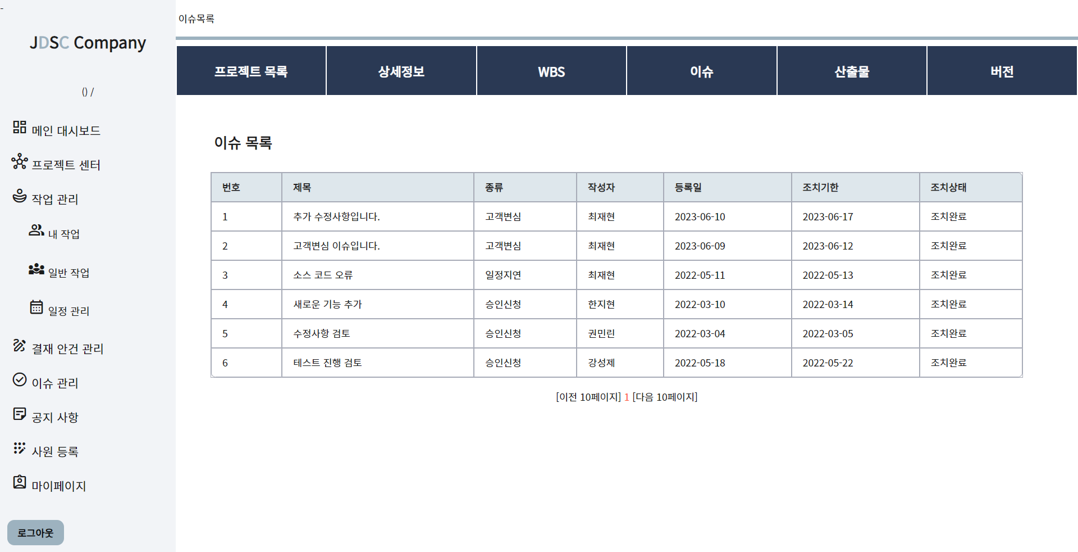 -
이슈목록
JDSC Company
() /
메인 대시보드
프로젝트 센터
작업 관리
내 작업
일반 작업
일정 관리
결재 안건 관리
이슈 관리
공지 사항
사원 등록
마이페이지
로그아웃
프로젝트 목록 상세정보 WBS 이슈 산출물 버전
이슈 목록
번호 제목 종류 작성자 등록일 조치기한 조치상태
1 추가 수정사항입니다. 고객변심 최재현 2023-06-10 2023-06-17 조치완료
2 고객변심 이슈입니다. 고객변심 최재현 2023-06-09 2023-06-12 조치완료
3 소스 코드 오류 일정지연 최재현 2022-05-11 2022-05-13 조치완료
4 새로운 기능 추가 승인신청 한지현 2022-03-10 2022-03-14 조치완료
5 수정사항 검토 승인신청 권민린 2022-03-04 2022-03-05 조치완료
6 테스트 진행 검토 승인신청 강성제 2022-05-18 2022-05-22 조치완료
[이전 10페이지] 1 [다음 10페이지]